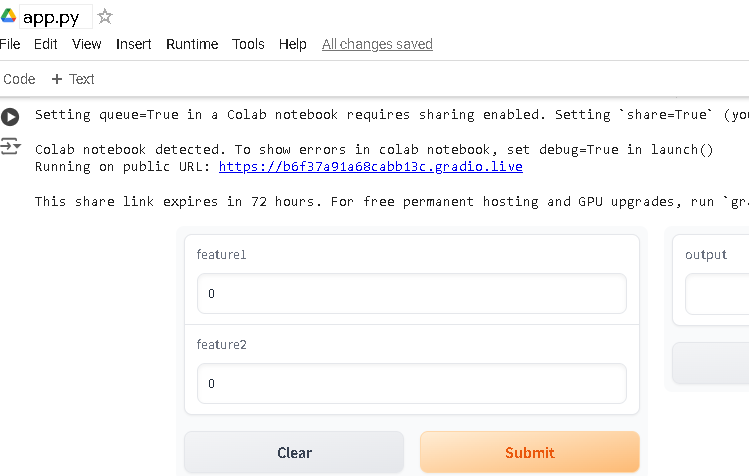 app.py
File Edit View Insert Runtime Tools Help All changes saved
Code + Text
Setting queue=True in a Colab notebook requires sharing enabled. Setting `share=True` (you
Colab notebook detected. To show errors in colab notebook, set debug=True in launch()
Running on public URL: https://b6f37a91a68cabb13c.gradio.live
This share link expires in 72 hours. For free permanent hosting and GPU upgrades, run `gra
feature1
output
0
feature2
0
Clear Submit